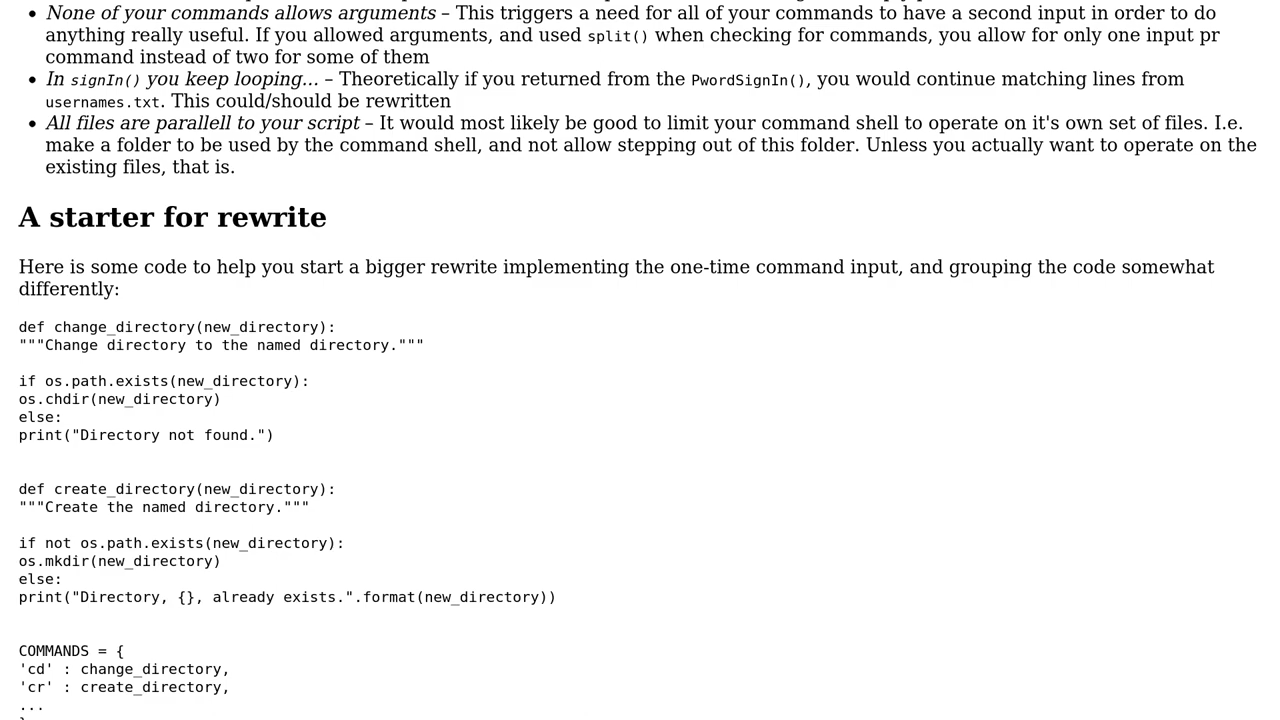 None of your commands allows arguments – This triggers a need for all of your commands to have a second input in order to do
anything really useful. If you allowed arguments, and used split() when checking for commands, you allow for only one input pr
command instead of two for some of them
In signIn() you keep looping... – Theoretically if you returned from the PwordSignIn(), you would continue matching lines from
usernames.txt. This could/should be rewritten
All files are parallell to your script – It would most likely be good to limit your command shell to operate on it's own set of files. I.e.
make a folder to be used by the command shell, and not allow stepping out of this folder. Unless you actually want to operate on the
existing files, that is.
A starter for rewrite
Here is some code to help you start a bigger rewrite implementing the one-time command input, and grouping the code somewhat
differently:
def change_directory(new_directory):
"""Change directory to the named directory."""
if os.path.exists(new_directory):
os.chdir(new_directory)
else:
print("Directory not found.")
def create_directory(new_directory):
"""Create the named directory."""
if not os.path.exists(new_directory):
os.mkdir(new_directory)
else:
print("Directory, {}, already exists.".format(new_directory))
COMMANDS = {
'cd' : change_directory,
'cr' : create_directory,
...